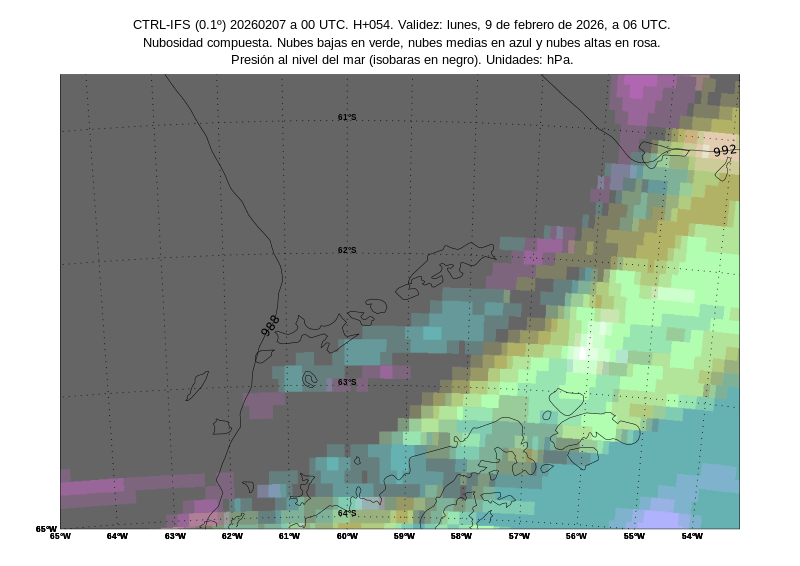 CTRL-IFS (0.1º) 20260207 a 00 UTC. H+054. Validez: lunes, 9 de febrero de 2026, a 06 UTC.
Nubosidad compuesta. Nubes bajas en verde, nubes medias en azul y nubes altas en rosa.
Presión al nivel del mar (isobaras en negro). Unidades: hPa.
61°S
992
62°S
988
63°S
64°S
65°W
65°W 64°W 63°W 62°W 61°W 60°W 59°W 58°W 57°W 56°W 55°W 54°W